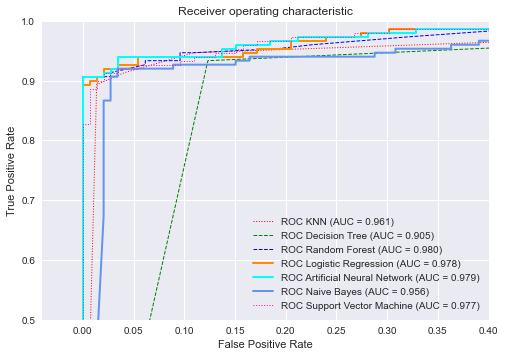 Receiver operating characteristic
1.0
0.9
0.8
0.7
0.6
0.5
True Positive Rate
ROC KNN (AUC = 0.961)
ROC Decision Tree (AUC = 0.905)
ROC Random Forest (AUC = 0.980)
ROC Logistic Regression (AUC = 0.978)
ROC Artificial Neural Network (AUC = 0.979)
ROC Naive Bayes (AUC = 0.956)
ROC Support Vector Machine (AUC = 0.977)
0.00 0.05 0.10 0.15 0.20 0.25 0.30 0.35 0.40
False Positive Rate